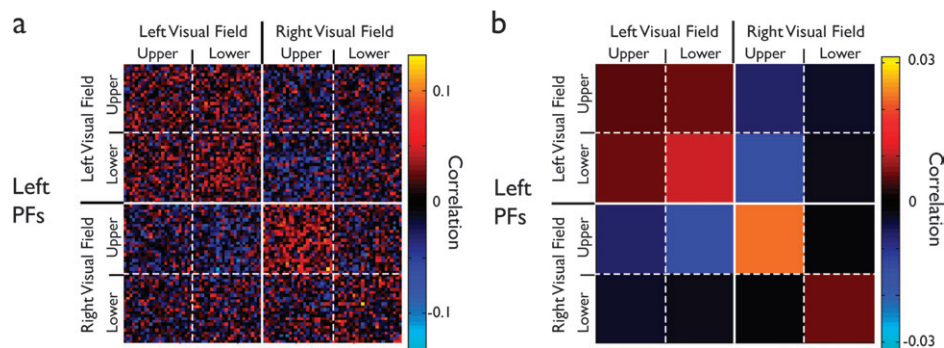 a
Left Visual Field Right Visual Field
Upper Lower Upper Lower
Left Visual Field
Upper
Lower
Right Visual Field
Upper
Lower
Left
PFs
0.1
0
-0.1
Correlation
b
Left Visual Field Right Visual Field
Upper Lower Upper Lower
Left Visual Field
Upper
Lower
Right Visual Field
Upper
Lower
Left
PFs
0.03
0
-0.03
Correlation